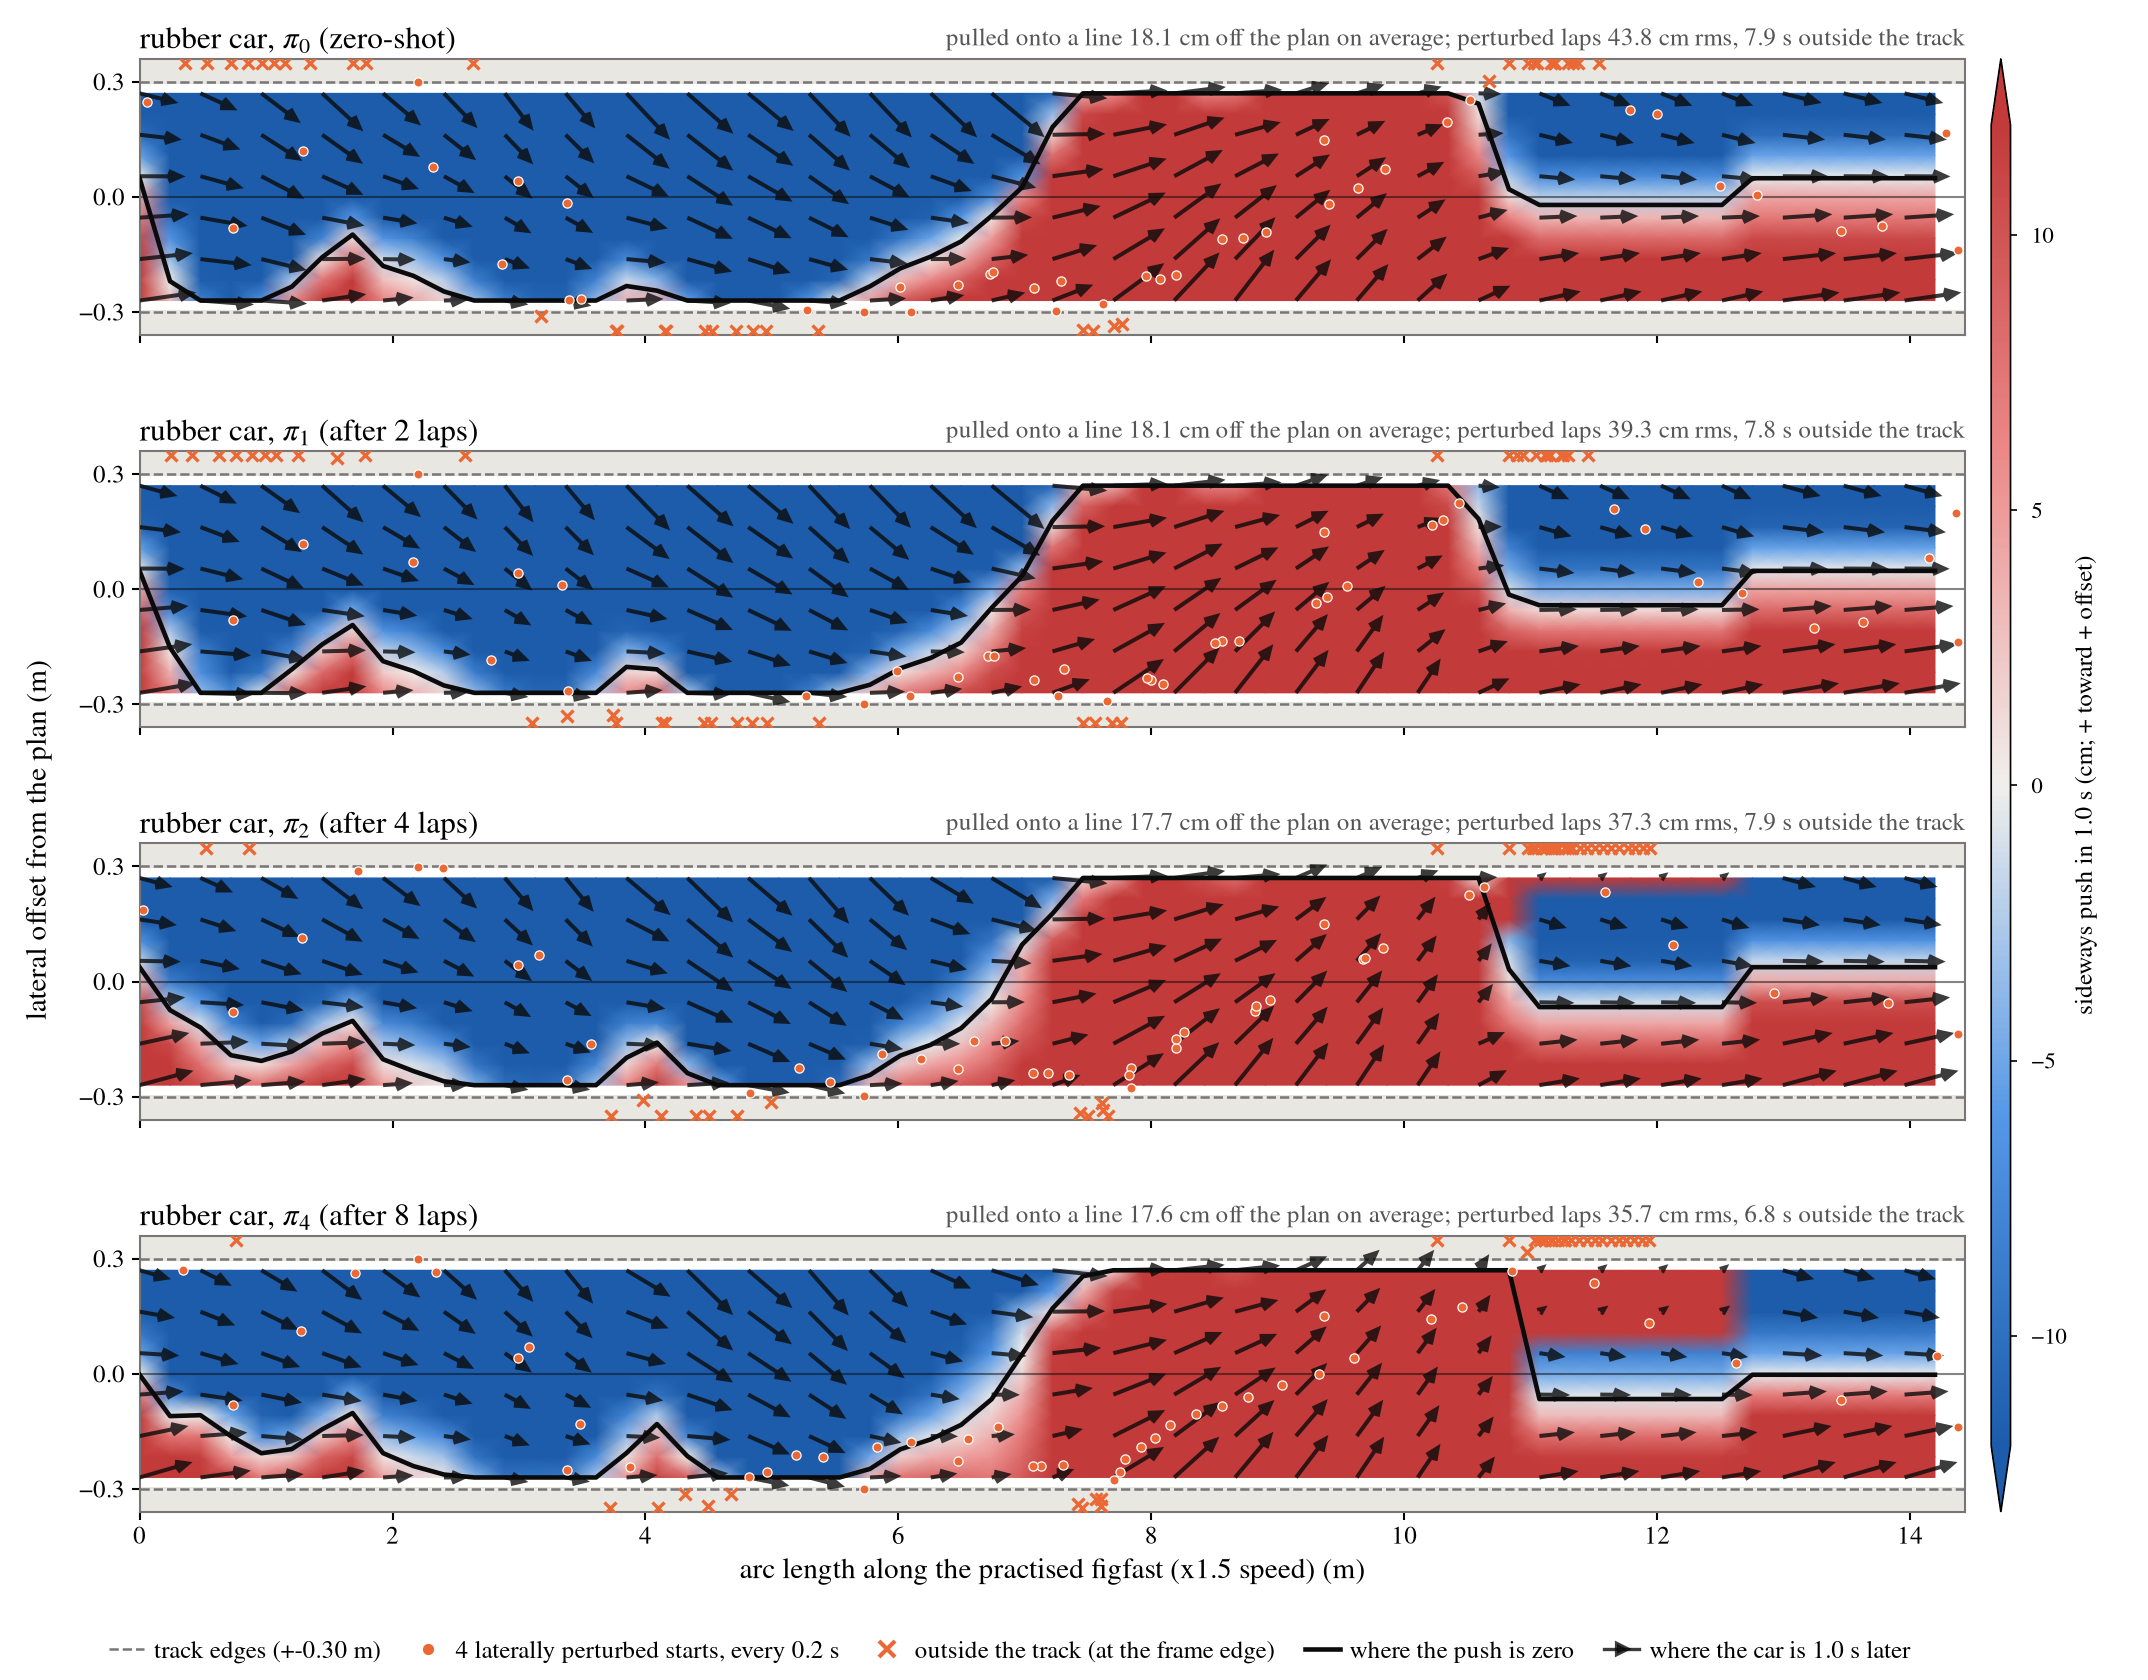 rubber car, π0 (zero-shot)
pulled onto a line 18.1 cm off the plan on average; perturbed laps 43.8 cm rms, 7.9 s outside the track
0.3
0.0
−0.3
rubber car, π1 (after 2 laps)
pulled onto a line 18.1 cm off the plan on average; perturbed laps 39.3 cm rms, 7.8 s outside the track
0.3
0.0
−0.3
rubber car, π2 (after 4 laps)
pulled onto a line 17.7 cm off the plan on average; perturbed laps 37.3 cm rms, 7.9 s outside the track
0.3
0.0
−0.3
rubber car, π4 (after 8 laps)
pulled onto a line 17.6 cm off the plan on average; perturbed laps 35.7 cm rms, 6.8 s outside the track
0.3
0.0
−0.3
0 2 4 6 8 10 12 14
arc length along the practised figfast (x1.5 speed) (m)
lateral offset from the plan (m)
10
5
0
−5
−10
sideways push in 1.0 s (cm; + toward + offset)
track edges (+-0.30 m)
4 laterally perturbed starts, every 0.2 s
outside the track (at the frame edge)
where the push is zero
where the car is 1.0 s later